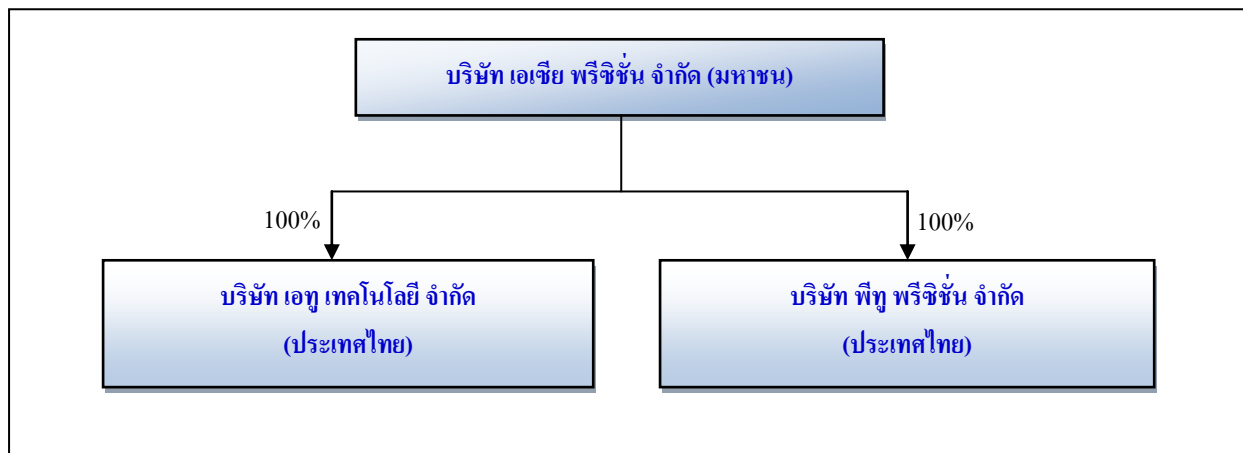 บริษัท เอเซีย พรีซิชั่น จำกัด (มหาชน)
100%
100%
บริษัท เอทู เทคโนโลยี จำกัด
(ประเทศไทย)
บริษัท พีทู พรีซิชั่น จำกัด
(ประเทศไทย)